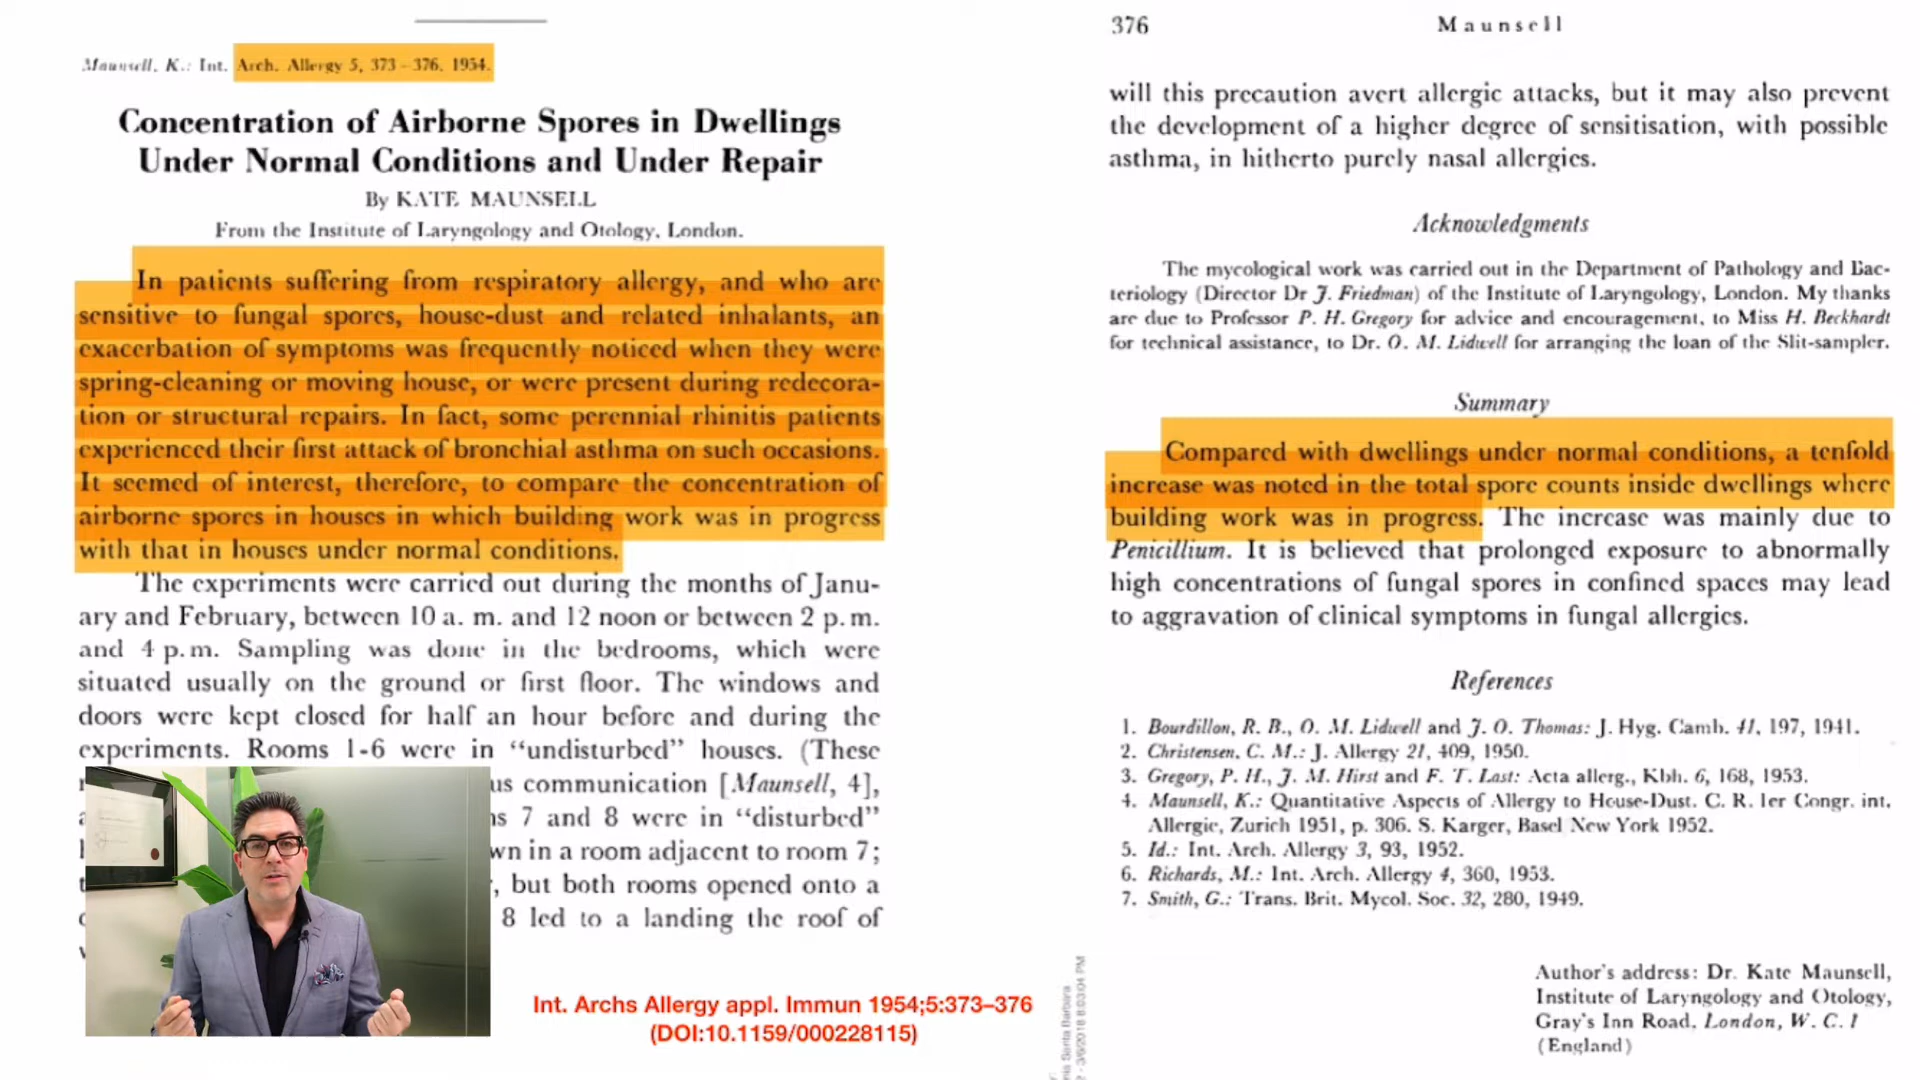 Maunsell, K.: Int. Arch. Allergy 5, 373–376, 1954.
Concentration of Airborne Spores in Dwellings
Under Normal Conditions and Under Repair
By KATE MAUNSELL
From the Institute of Laryngology and Otology, London.
In patients suffering from respiratory allergy, and who are
sensitive to fungal spores, house-dust and related inhalants, an
exacerbation of symptoms was frequently noticed when they were
spring-cleaning or moving house, or were present during redecora-
tion or structural repairs. In fact, some perennial rhinitis patients
experienced their first attack of bronchial asthma on such occasions.
It seemed of interest, therefore, to compare the concentration of
airborne spores in houses in which building work was in progress
with that in houses under normal conditions.
The experiments were carried out during the months of Janu-
ary and February, between 10 a. m. and 12 noon or between 2 p. m.
and 4 p. m. Sampling was done in the bedrooms, which were
situated usually on the ground or first floor. The windows and
doors were kept closed for half an hour before and during the
experiments. Rooms 1-6 were in “undisturbed” houses. (These
us communication [Maunsell, 4],
7 and 8 were in “disturbed”
wn in a room adjacent to room 7;
, but both rooms opened onto a
8 led to a landing the roof of
Int. Archs Allergy appl. Immun 1954;5:373–376
(DOI:10.1159/000228115)
376 Maunsell
will this precaution avert allergic attacks, but it may also prevent
the development of a higher degree of sensitisation, with possible
asthma, in hitherto purely nasal allergies.
Acknowledgments
The mycological work was carried out in the Department of Pathology and Bac-
teriology (Director Dr J. Friedman) of the Institute of Laryngology, London. My thanks
are due to Professor P. H. Gregory for advice and encouragement, to Miss H. Beckhardt
for technical assistance, to Dr. O. M. Lidwell for arranging the loan of the Slit-sampler.
Summary
Compared with dwellings under normal conditions, a tenfold
increase was noted in the total spore counts inside dwellings where
building work was in progress. The increase was mainly due to
Penicillium. It is believed that prolonged exposure to abnormally
high concentrations of fungal spores in confined spaces may lead
to aggravation of clinical symptoms in fungal allergies.
References
1. Bourdillon, R. B., O. M. Lidwell and J. O. Thomas: J. Hyg. Camb. 41, 197, 1941.
2. Christensen, C. M.: J. Allergy 21, 409, 1950.
3. Gregory, P. H., J. M. Hirst and F. T. Last: Acta allerg., Kbh. 6, 168, 1953.
4. Maunsell, K.: Quantitative Aspects of Allergy to House-Dust. C. R. 1er Congr. int.
Allergie, Zurich 1951, p. 306. S. Karger, Basel New York 1952.
5. Id.: Int. Arch. Allergy 3, 93, 1952.
6. Richards, M.: Int. Arch. Allergy 4, 360, 1953.
7. Smith, G.: Trans. Brit. Mycol. Soc. 32, 280, 1949.
Author's address: Dr. Kate Maunsell,
Institute of Laryngology and Otology,
Gray's Inn Road, London, W. C. 1
(England)
Santa Barbara
3/6/2018 8:03:04 PM